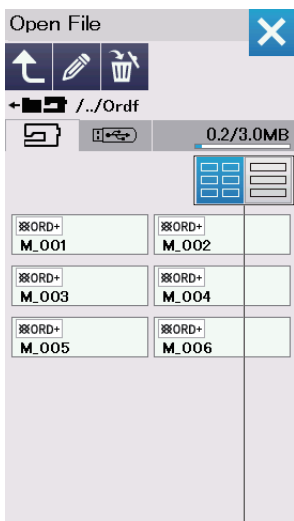 Open File
/../Ordf
0.2/3.0MB
ORD+
M_001
ORD+
M_002
ORD+
M_003
ORD+
M_004
ORD+
M_005
ORD+
M_006